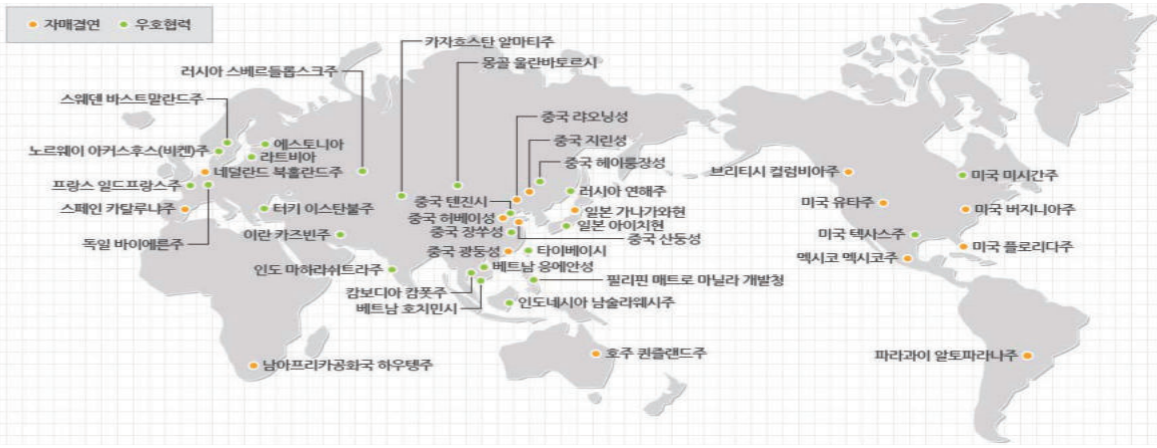 자매결연
우호협력
카자흐스탄 알마티주
몽골 울란바토르시
러시아 스베르들롭스크주
스웨덴 바스트말란드주
노르웨이 아커스후스(비켄)주
에스토니아
라트비아
네덜란드 북홀란드주
프랑스 일드프랑스주
스페인 카탈루나주
독일 바이에른주
터키 이스탄불주
이란 카즈빈주
인도 마하라쉬트라주
중국 랴오닝성
중국 지린성
중국 헤이룽장성
중국 텐진시
러시아 연해주
중국 허베이성
일본 가나가와현
일본 아이치현
중국 장쑤성
중국 산둥성
중국 광둥성
타이베이시
베트남 응에안성
캄보디아 캄폿주
필리핀 매트로 마닐라 개발청
베트남 호치민시
인도네시아 남술라웨시주
남아프리카공화국 하우텡주
호주 퀸즐랜드주
브리티시 컬럼비아주
미국 미시간주
미국 유타주
미국 버지니아주
미국 텍사스주
미국 플로리다주
멕시코 멕시코주
파라과이 알토파라나주